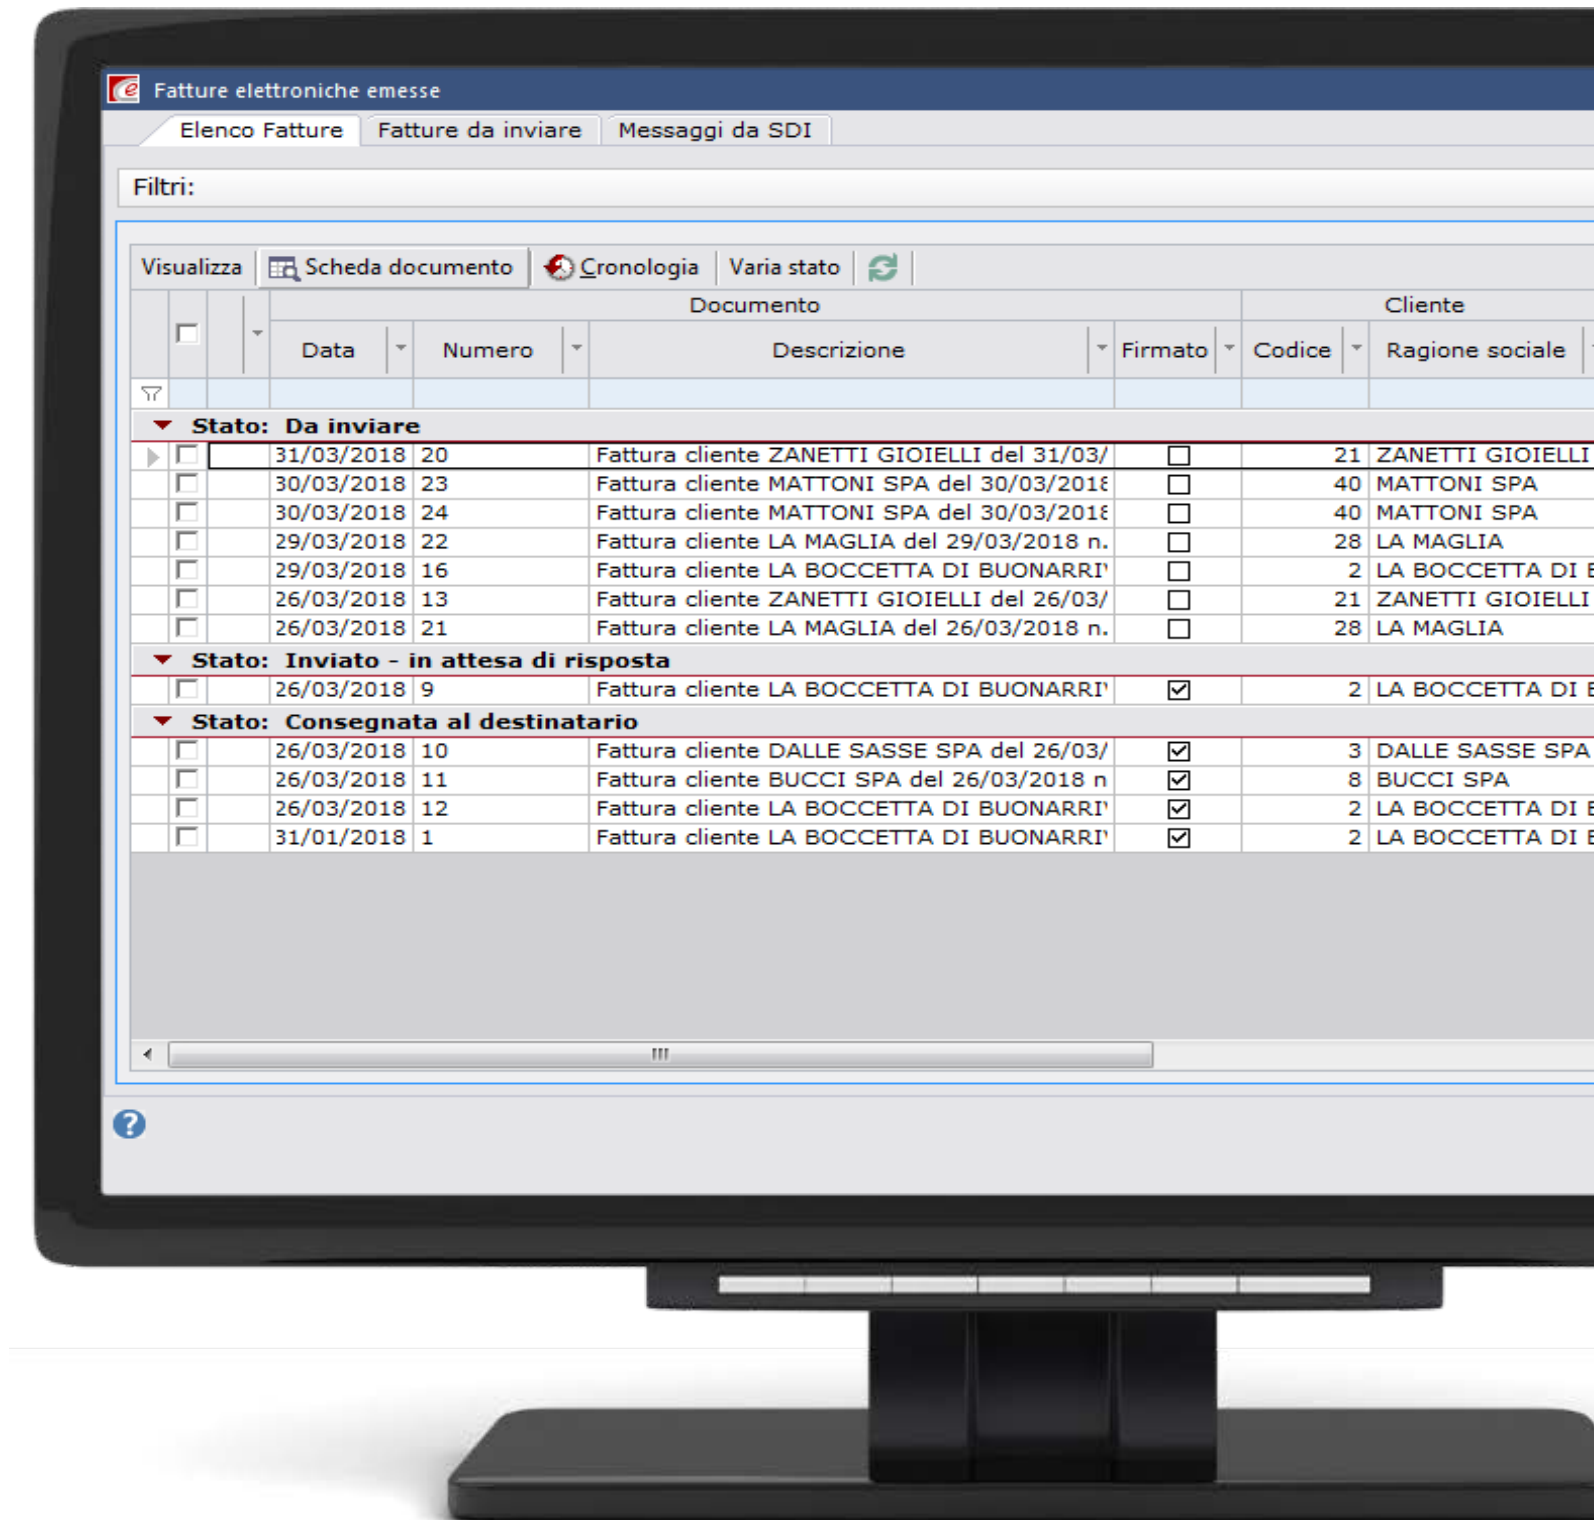 Fatture elettroniche emesse
Elenco Fatture Fatture da inviare Messaggi da SDI
Filtri:
Visualizza Scheda documento Cronologia Varia stato
Documento Cliente
Data Numero Descrizione Firmato Codice Ragione sociale
Stato: Da inviare
31/03/2018 20 Fattura cliente ZANETTI GIOIELLI del 31/03/ 21 ZANETTI GIOIELLI
30/03/2018 23 Fattura cliente MATTONI SPA del 30/03/2018 40 MATTONI SPA
30/03/2018 24 Fattura cliente MATTONI SPA del 30/03/2018 40 MATTONI SPA
29/03/2018 22 Fattura cliente LA MAGLIA del 29/03/2018 n. 28 LA MAGLIA
29/03/2018 16 Fattura cliente LA BOCCETTA DI BUONARRI 2 LA BOCCETTA DI
26/03/2018 13 Fattura cliente ZANETTI GIOIELLI del 26/03/ 21 ZANETTI GIOIELLI
26/03/2018 21 Fattura cliente LA MAGLIA del 26/03/2018 n. 28 LA MAGLIA
Stato: Inviato - in attesa di risposta
26/03/2018 9 Fattura cliente LA BOCCETTA DI BUONARRI 2 LA BOCCETTA DI
Stato: Consegnata al destinatario
26/03/2018 10 Fattura cliente DALLE SASSE SPA del 26/03/ 3 DALLE SASSE SPA
26/03/2018 11 Fattura cliente BUCCI SPA del 26/03/2018 n 8 BUCCI SPA
26/03/2018 12 Fattura cliente LA BOCCETTA DI BUONARRI 2 LA BOCCETTA DI
31/01/2018 1 Fattura cliente LA BOCCETTA DI BUONARRI 2 LA BOCCETTA DI